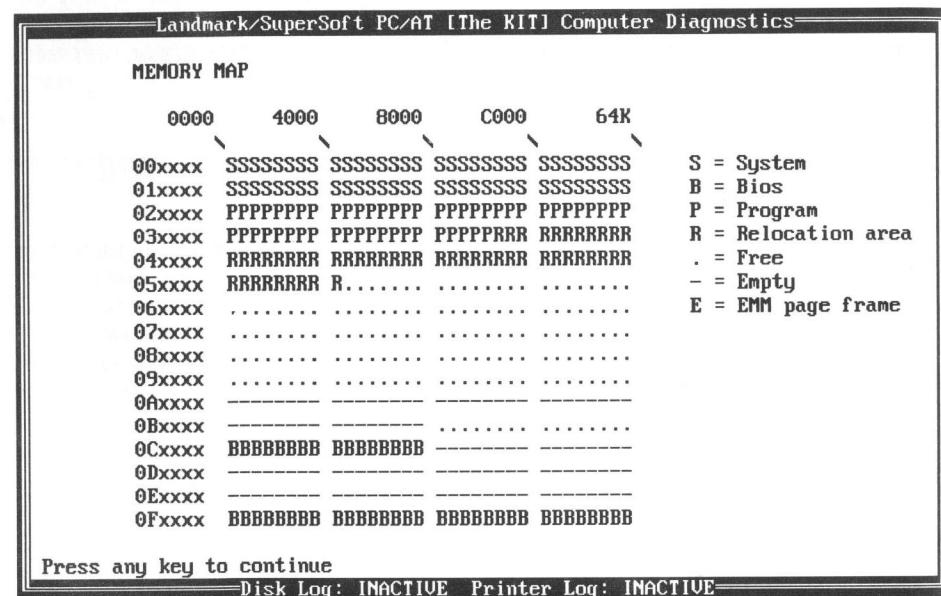 Landmark/SuperSoft PC/AT [The KIT] Computer Diagnostics
MEMORY MAP
0000 4000 8000 C000 64K
00xxxx SSSSSSSS SSSSSSSS SSSSSSSS SSSSSSSS S = System
01xxxx SSSSSSSS SSSSSSSS SSSSSSSS SSSSSSSS B = Bios
02xxxx PPPPPPPP PPPPPPPP PPPPPPPP PPPPPPPP P = Program
03xxxx PPPPPPPP PPPPPPPP PPPPPRRR RRRRRRRR R = Relocation area
04xxxx RRRRRRRR RRRRRRRR RRRRRRRR RRRRRRRR . = Free
05xxxx RRRRRRRR R....... ........ ........ - = Empty
06xxxx ........ ........ ........ ........ E = EMM page frame
07xxxx ........ ........ ........ ........
08xxxx ........ ........ ........ ........
09xxxx ........ ........ ........ ........
0Axxxx -------- -------- -------- --------
0Bxxxx -------- -------- ........ ........
0Cxxxx BBBBBBBB BBBBBBBB -------- --------
0Dxxxx -------- -------- -------- --------
0Exxxx -------- -------- -------- --------
0Fxxxx BBBBBBBB BBBBBBBB BBBBBBBB BBBBBBBB
Press any key to continue
Disk Log: INACTIVE Printer Log: INACTIVE